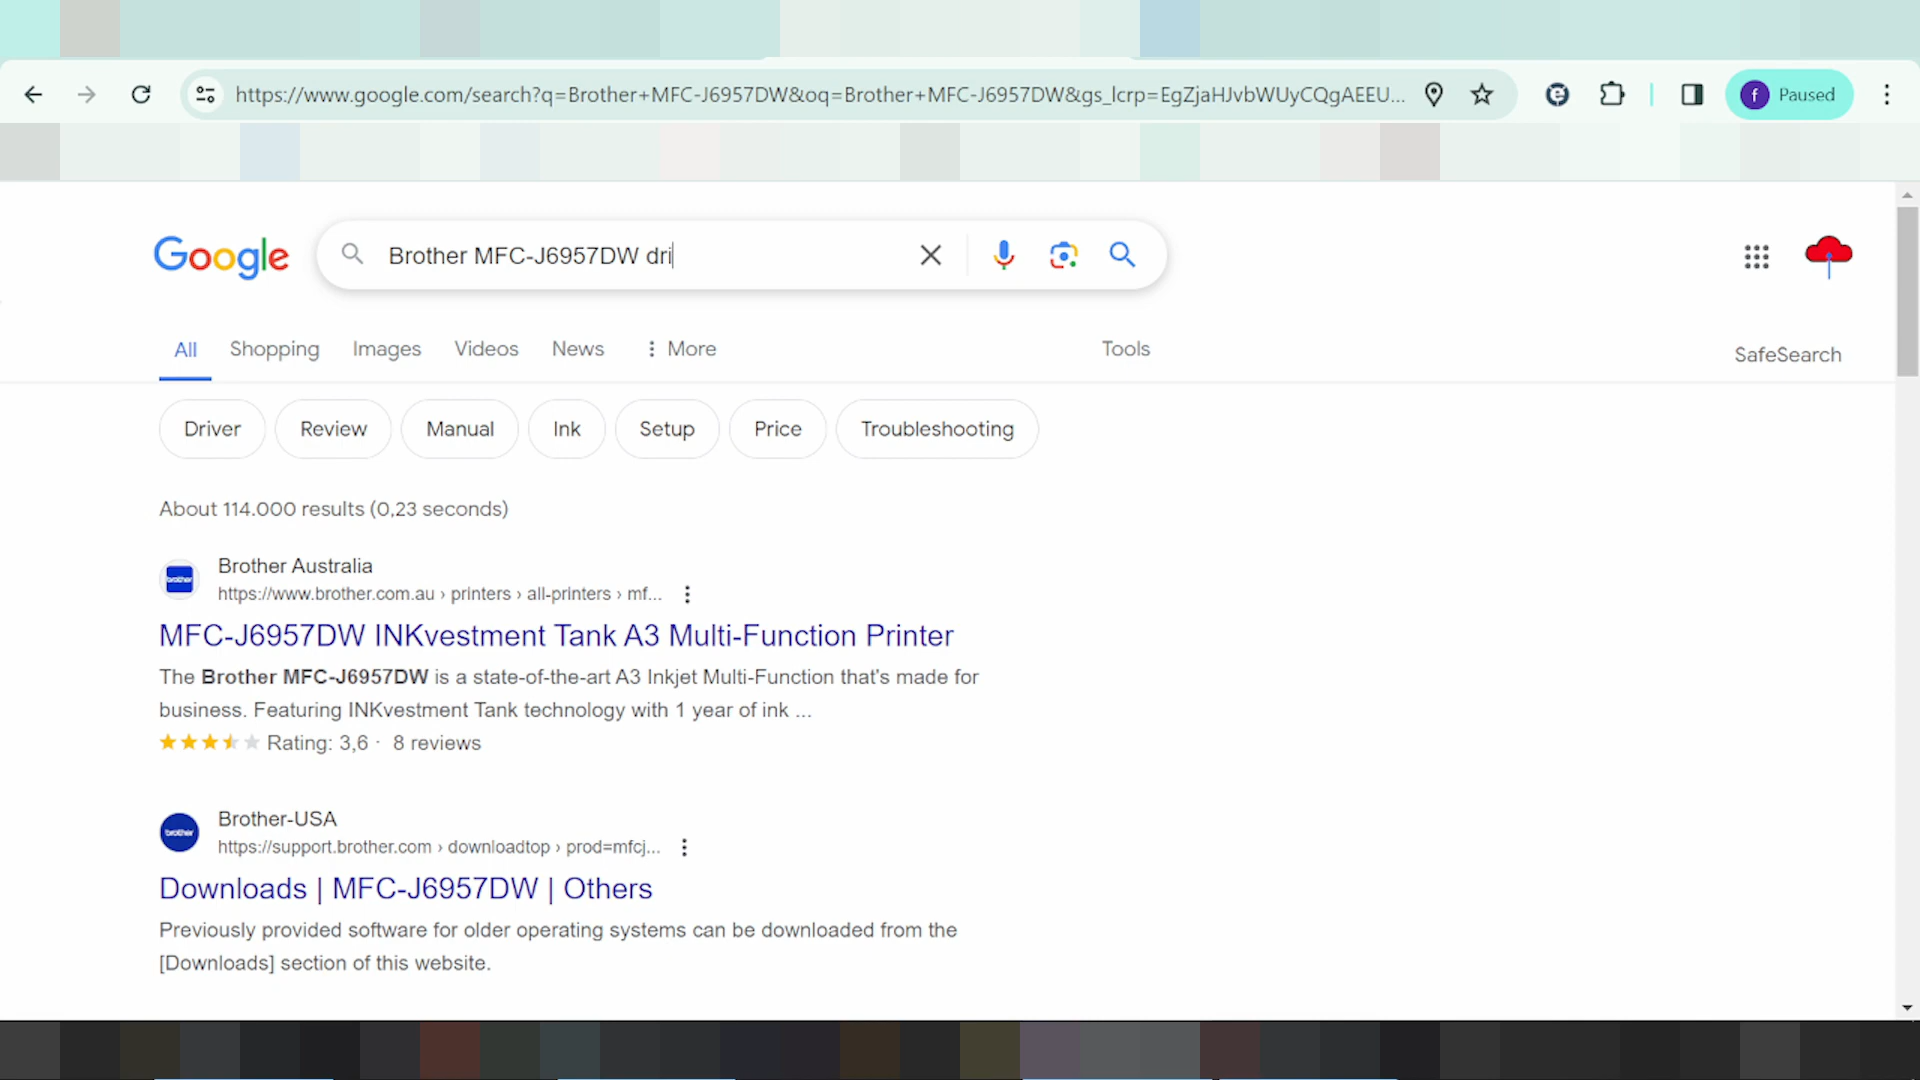 https://www.google.com/search?q=Brother+MFC-J6957DW&oq=Brother+MFC-J6957DW&gs_lcrp=EgZjaHJvbWUyCQgAEEU...
f Paused
Google
Brother MFC-J6957DW dri
All Shopping Images Videos News More Tools SafeSearch
Driver Review Manual Ink Setup Price Troubleshooting
About 114.000 results (0,23 seconds)
brother
Brother Australia
https://www.brother.com.au › printers › all-printers › mf...
MFC-J6957DW INKvestment Tank A3 Multi-Function Printer
The Brother MFC-J6957DW is a state-of-the-art A3 Inkjet Multi-Function that's made for
business. Featuring INKvestment Tank technology with 1 year of ink ...
Rating: 3,6 · 8 reviews
brother
Brother-USA
https://support.brother.com › downloadtop › prod=mfcj...
Downloads | MFC-J6957DW | Others
Previously provided software for older operating systems can be downloaded from the
[Downloads] section of this website.